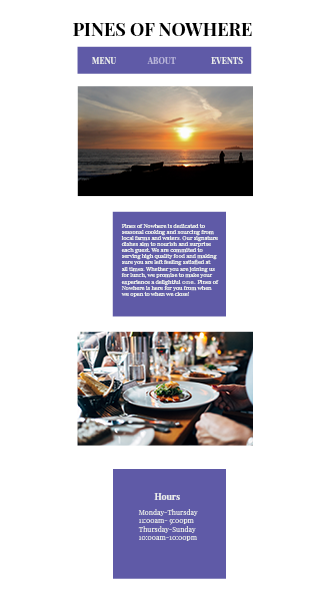 PINES OF NOWHERE
MENU ABOUT EVENTS
Pines of Nowhere is dedicated to
seasonal cooking and sourcing from
local farms and waters. Our signature
dishes aim to nourish and surprise
each guest. We are commited to
serving high quality food and making
sure you are left feeling satisfied at
all times. Whether you are joining us
for lunch, we promise to make your
experience a delightful one. Pines of
Nowhere is here for you from when
we open to when we close!
Hours
Monday-Thursday
11:00am- 9:00pm
Thursday-Sunday
10:00am-10:00pm